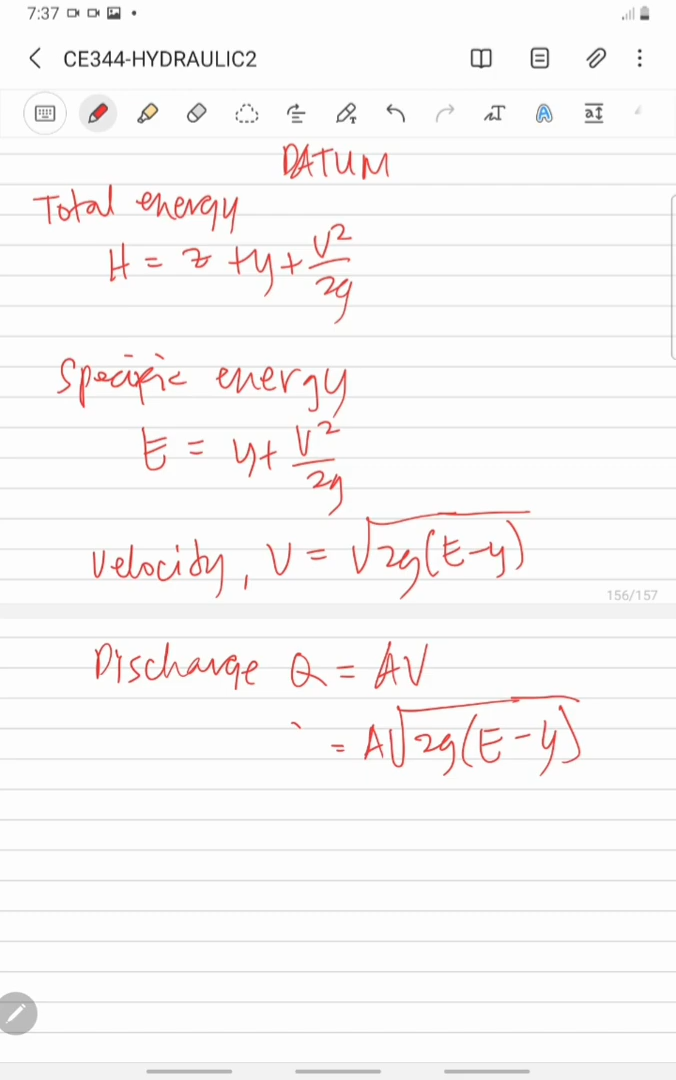 7:37
CE344-HYDRAULIC2
DATUM
Total energy
H = z + y + V²/2g
Specific energy
E = y + V²/2g
Velocity, V = √2g(E-y)
156/157
Discharge Q = AV
= A√2g(E-y)